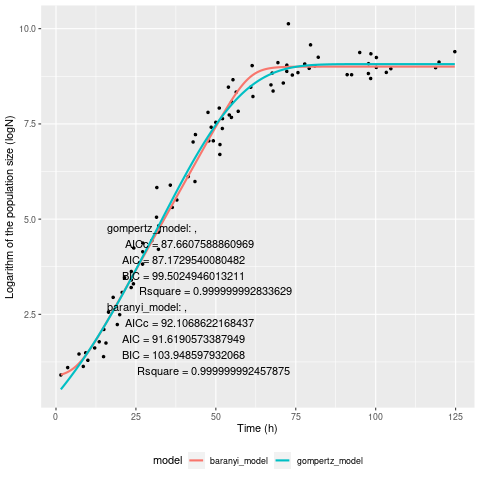 10.0
7.5
5.0
2.5
Logarithm of the population size (logN)
gompertz_model: ,
AICc = 87.6607588860969
AIC = 87.1729540080482
BIC = 99.5024946013211
Rsquare = 0.999999992833629
baranyi_model: ,
AICc = 92.1068622168437
AIC = 91.6190573387949
BIC = 103.948597932068
Rsquare = 0.999999992457875
0 25 50 75 100 125
Time (h)
model baranyi_model gompertz_model